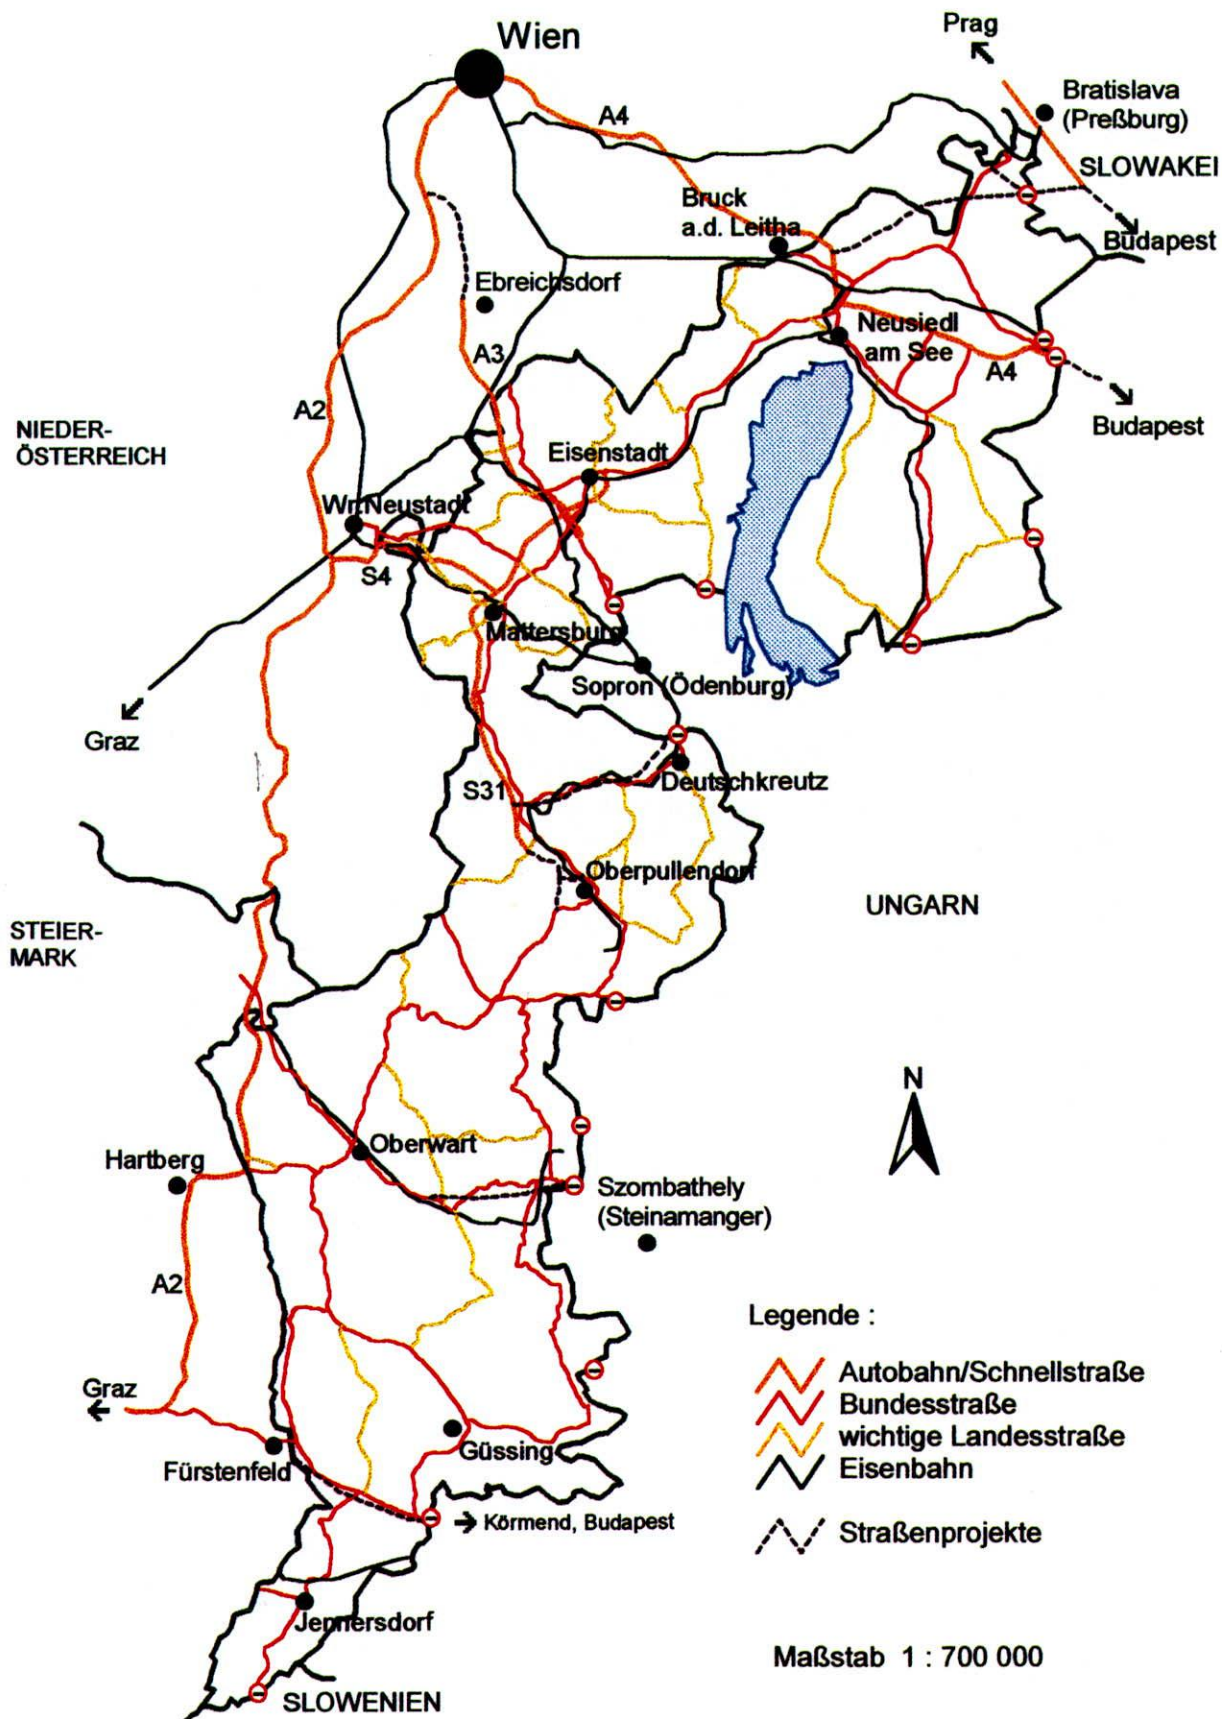 Wien
Prag
Bratislava
(Preßburg)
A4
SLOWAKEI
Bruck
a.d. Leitha
Budapest
Ebreichsdorf
Neusiedl
am See
A3
A4
A2
Budapest
NIEDER-
ÖSTERREICH
Eisenstadt
Wr.Neustadt
S4
Mattersburg
Sopron (Ödenburg)
Graz
Deutschkreutz
S31
Oberpullendorf
UNGARN
STEIER-
MARK
N
Oberwart
Hartberg
Szombathely
(Steinamanger)
A2
Legende :
Autobahn/Schnellstraße
Graz
Bundesstraße
wichtige Landesstraße
Güssing
Eisenbahn
Fürstenfeld
Körmend, Budapest
Straßenprojekte
Jennersdorf
Maßstab 1 : 700 000
SLOWENIEN